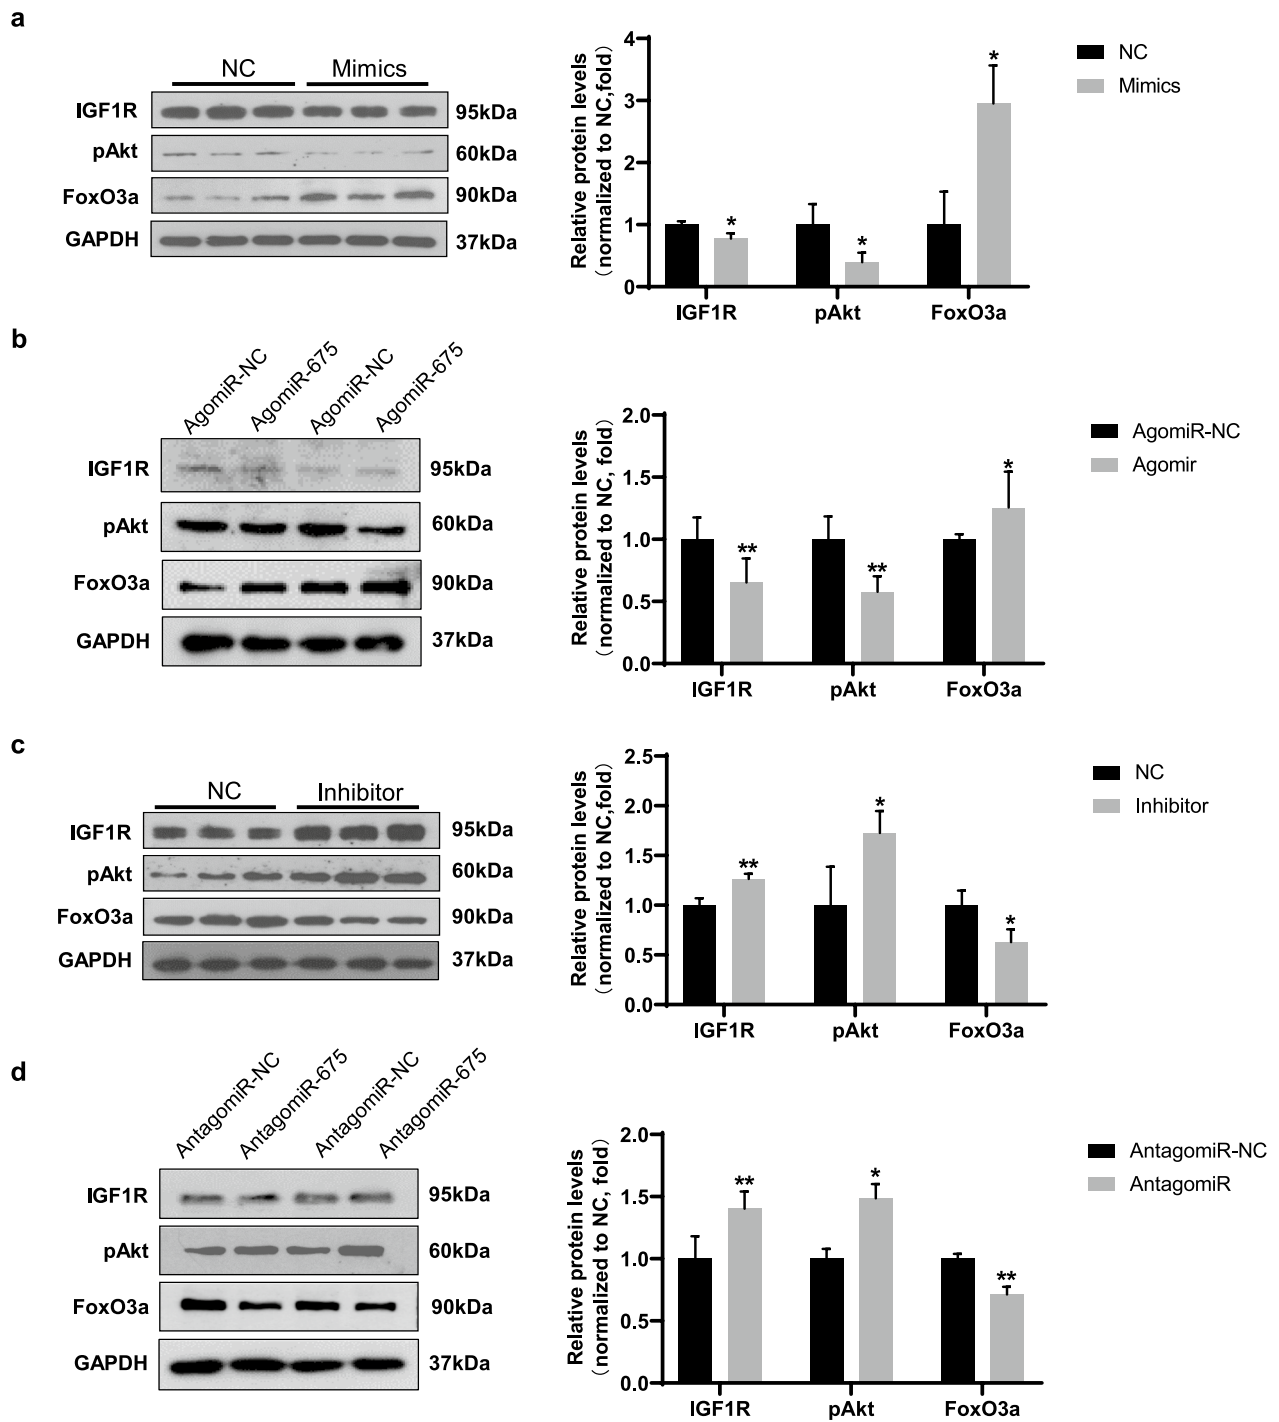 a
NC Mimics
IGF1R 95kDa
pAkt 60kDa
FoxO3a 90kDa
GAPDH 37kDa
Relative protein levels
(normalized to NC,fold)
4
3
2
1
0
* * *
IGF1R pAkt FoxO3a
NC
Mimics
b
AgomiR-NC AgomiR-675 AgomiR-NC AgomiR-675
IGF1R 95kDa
pAkt 60kDa
FoxO3a 90kDa
GAPDH 37kDa
Relative protein levels
(normalized to NC, fold)
2.0
1.5
1.0
0.5
0.0
** ** *
IGF1R pAkt FoxO3a
AgomiR-NC
Agomir
c
NC Inhibitor
IGF1R 95kDa
pAkt 60kDa
FoxO3a 90kDa
GAPDH 37kDa
Relative protein levels
(normalized to NC,fold)
2.5
2.0
1.5
1.0
0.5
0.0
** * *
IGF1R pAkt FoxO3a
NC
Inhibitor
d
AntagomiR-NC AntagomiR-675 AntagomiR-NC AntagomiR-675
IGF1R 95kDa
pAkt 60kDa
FoxO3a 90kDa
GAPDH 37kDa
Relative protein levels
(normalized to NC, fold)
2.0
1.5
1.0
0.5
0.0
** * **
IGF1R pAkt FoxO3a
AntagomiR-NC
AntagomiR